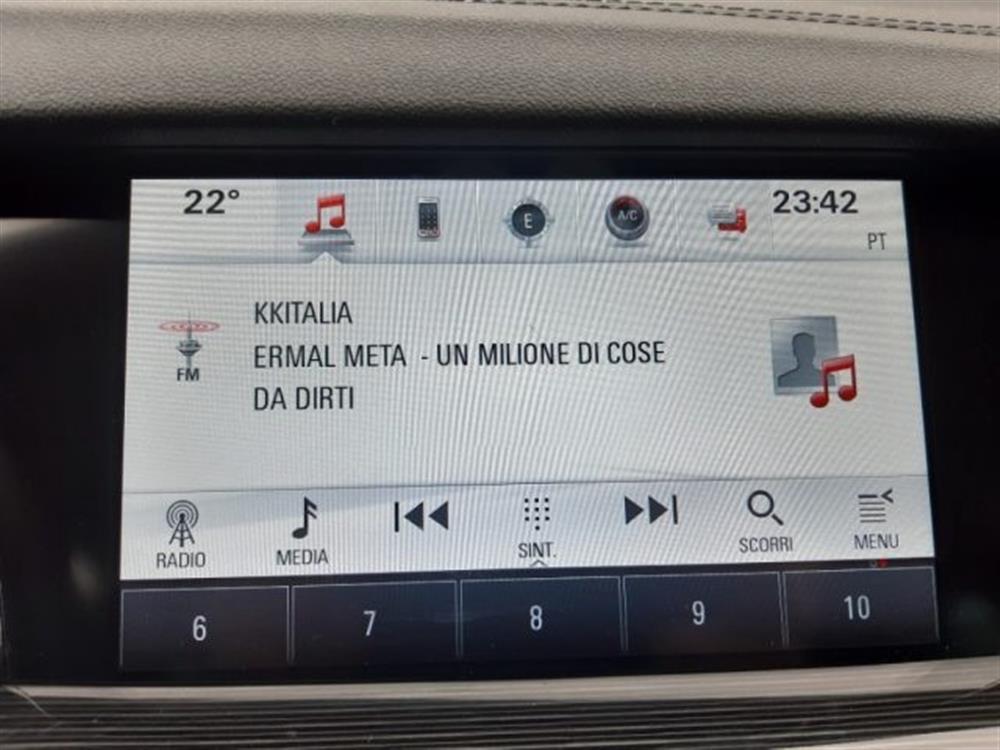 22° E A/C 23:42
PT
KKITALIA
FM ERMAL META - UN MILIONE DI COSE
DA DIRTI
RADIO MEDIA SINT. SCORRI MENU
6 7 8 9 10